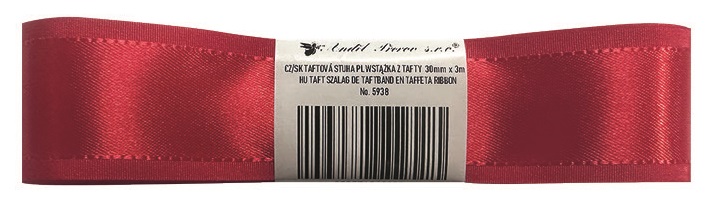 Anděl Přerov s.r.o.®
CZ/SK TAFTOVÁ STUHA PL WSTĄŻKA Z TAFTY 30mm x 3m
HU TAFT SZALAG DE TAFTBAND EN TAFFETA RIBBON
No. 5938